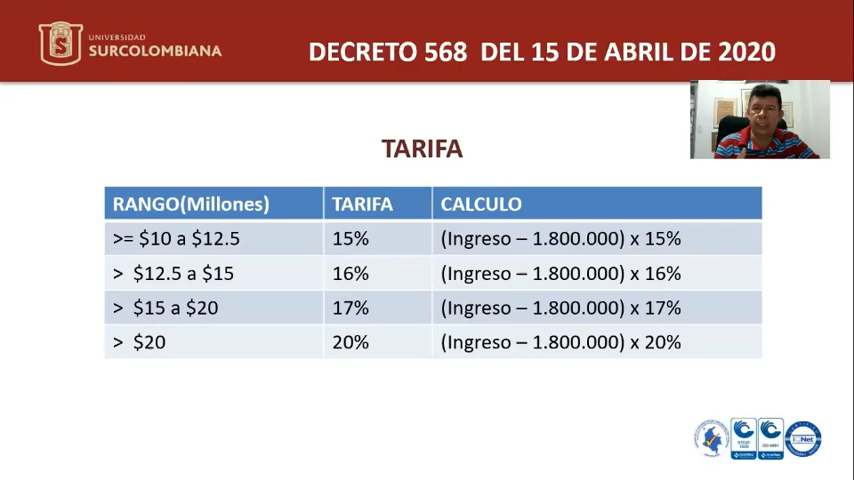 UNIVERSIDAD
SURCOLOMBIANA
DECRETO 568 DEL 15 DE ABRIL DE 2020
TARIFA
RANGO(Millones) TARIFA CALCULO
>= $10 a $12.5 15% (Ingreso – 1.800.000) x 15%
> $12.5 a $15 16% (Ingreso – 1.800.000) x 16%
> $15 a $20 17% (Ingreso – 1.800.000) x 17%
> $20 20% (Ingreso – 1.800.000) x 20%